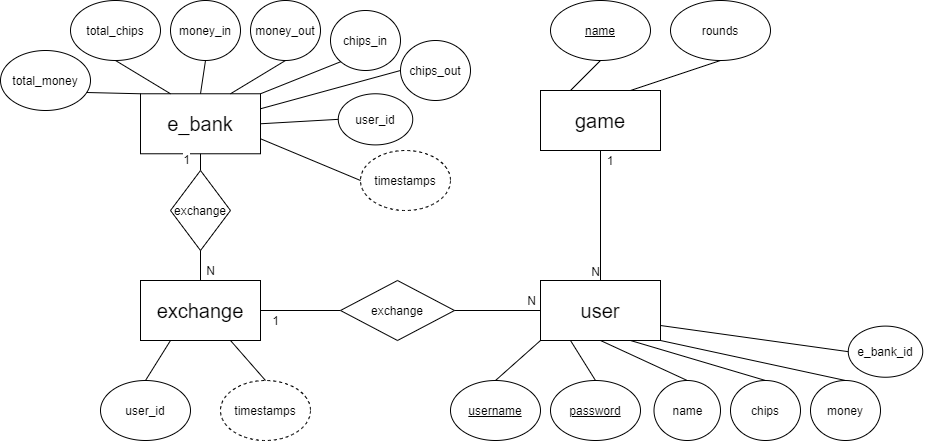 total_chips
money_in
money_out
chips_in
chips_out
total_money
e_bank
user_id
timestamps
1
exchange
N
name
rounds
game
1
N
exchange
1
exchange
N
user
e_bank_id
user_id
timestamps
username
password
name
chips
money